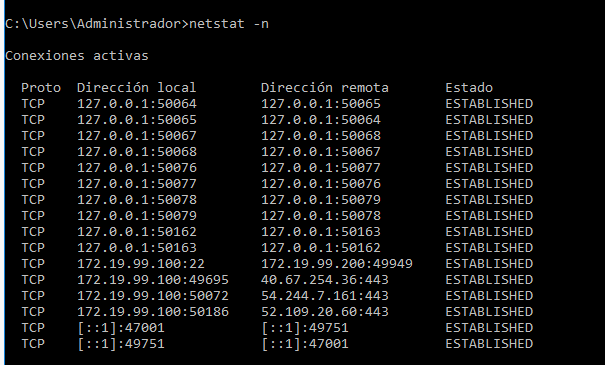 C:\Users\Administrador>netstat -n
Conexiones activas
Proto Dirección local Dirección remota Estado
TCP 127.0.0.1:50064 127.0.0.1:50065 ESTABLISHED
TCP 127.0.0.1:50065 127.0.0.1:50064 ESTABLISHED
TCP 127.0.0.1:50067 127.0.0.1:50068 ESTABLISHED
TCP 127.0.0.1:50068 127.0.0.1:50067 ESTABLISHED
TCP 127.0.0.1:50076 127.0.0.1:50077 ESTABLISHED
TCP 127.0.0.1:50077 127.0.0.1:50076 ESTABLISHED
TCP 127.0.0.1:50078 127.0.0.1:50079 ESTABLISHED
TCP 127.0.0.1:50079 127.0.0.1:50078 ESTABLISHED
TCP 127.0.0.1:50162 127.0.0.1:50163 ESTABLISHED
TCP 127.0.0.1:50163 127.0.0.1:50162 ESTABLISHED
TCP 172.19.99.100:22 172.19.99.200:49949 ESTABLISHED
TCP 172.19.99.100:49695 40.67.254.36:443 ESTABLISHED
TCP 172.19.99.100:50072 54.244.7.161:443 ESTABLISHED
TCP 172.19.99.100:50186 52.109.20.60:443 ESTABLISHED
TCP [::1]:47001 [::1]:49751 ESTABLISHED
TCP [::1]:49751 [::1]:47001 ESTABLISHED